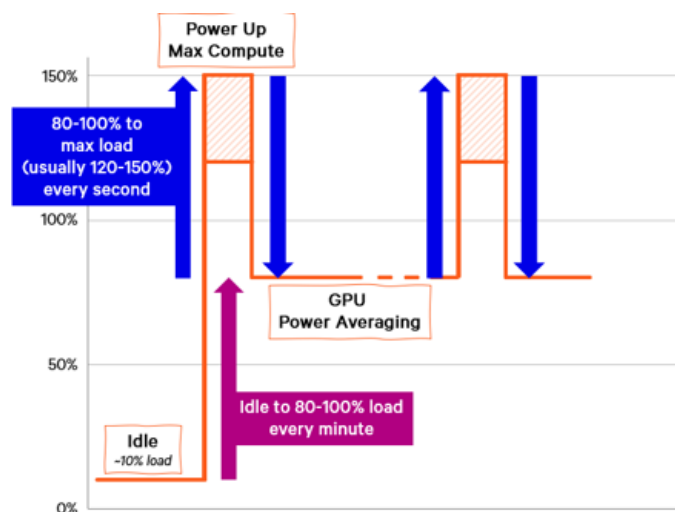 Power Up
Max Compute
150%
80-100% to
max load
(usually 120-150%)
every second
100%
GPU
Power Averaging
50%
Idle to 80-100% load
every minute
Idle
~10% load
0%